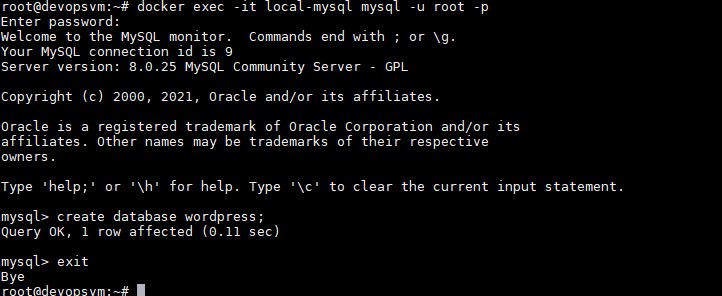 root@devopsvm:~# docker exec -it local-mysql mysql -u root -p
Enter password:
Welcome to the MySQL monitor.  Commands end with ; or \g.
Your MySQL connection id is 9
Server version: 8.0.25 MySQL Community Server - GPL
Copyright (c) 2000, 2021, Oracle and/or its affiliates.
Oracle is a registered trademark of Oracle Corporation and/or its
affiliates. Other names may be trademarks of their respective
owners.
Type 'help;' or '\h' for help. Type '\c' to clear the current input statement.
mysql> create database wordpress;
Query OK, 1 row affected (0.11 sec)
mysql> exit
Bye
root@devopsvm:~#